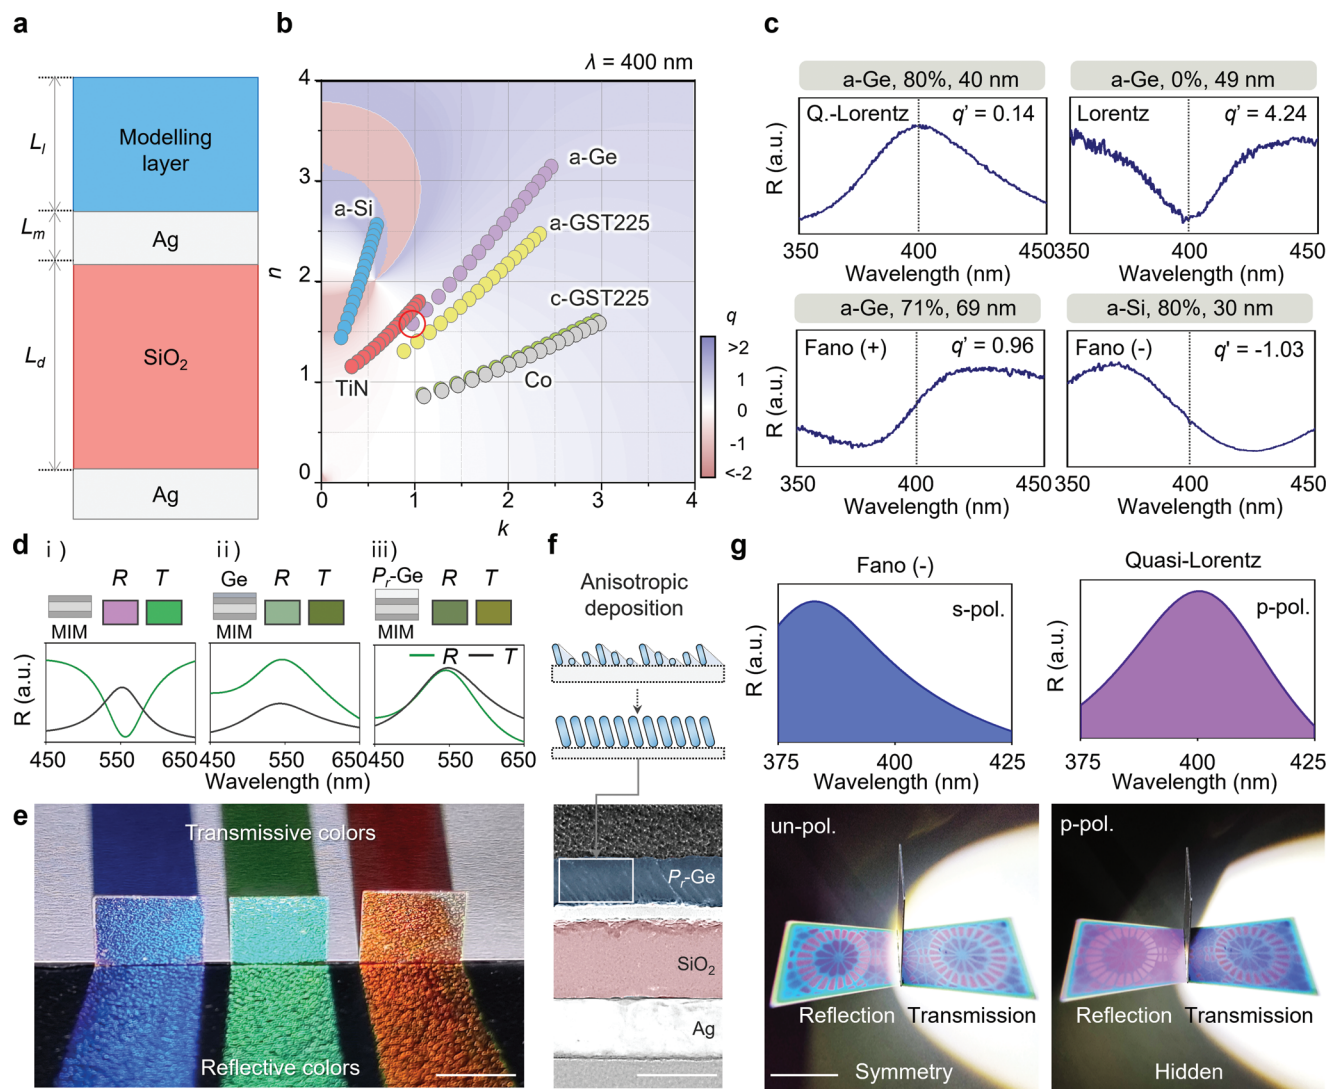 a
L_l
Modelling
layer
L_m
Ag
L_d
SiO₂
Ag
b
λ = 400 nm
4
3
2
1
0
n
0
1
2
3
4
k
a-Ge
a-Si
a-GST225
c-GST225
TiN
Co
q
>2
1
0
-1
<-2
c
a-Ge, 80%, 40 nm
Q.-Lorentz
q' = 0.14
R (a.u.)
350
400
450
Wavelength (nm)
a-Ge, 0%, 49 nm
Lorentz
q' = 4.24
350
400
450
Wavelength (nm)
a-Ge, 71%, 69 nm
Fano (+)
q' = 0.96
R (a.u.)
350
400
450
Wavelength (nm)
a-Si, 80%, 30 nm
Fano (-)
q' = -1.03
350
400
450
Wavelength (nm)
d
i)
R
T
MIM
ii)
Ge
R
T
MIM
iii)
P_r-Ge
R
T
MIM
R
T
R (a.u.)
450
550
650
450
550
650
450
550
650
Wavelength (nm)
e
Transmissive colors
Reflective colors
f
Anisotropic
deposition
P_r-Ge
SiO₂
Ag
g
Fano (-)
s-pol.
R (a.u.)
375
400
425
Wavelength (nm)
Quasi-Lorentz
p-pol.
375
400
425
Wavelength (nm)
un-pol.
Reflection
Transmission
Symmetry
p-pol.
Reflection
Transmission
Hidden